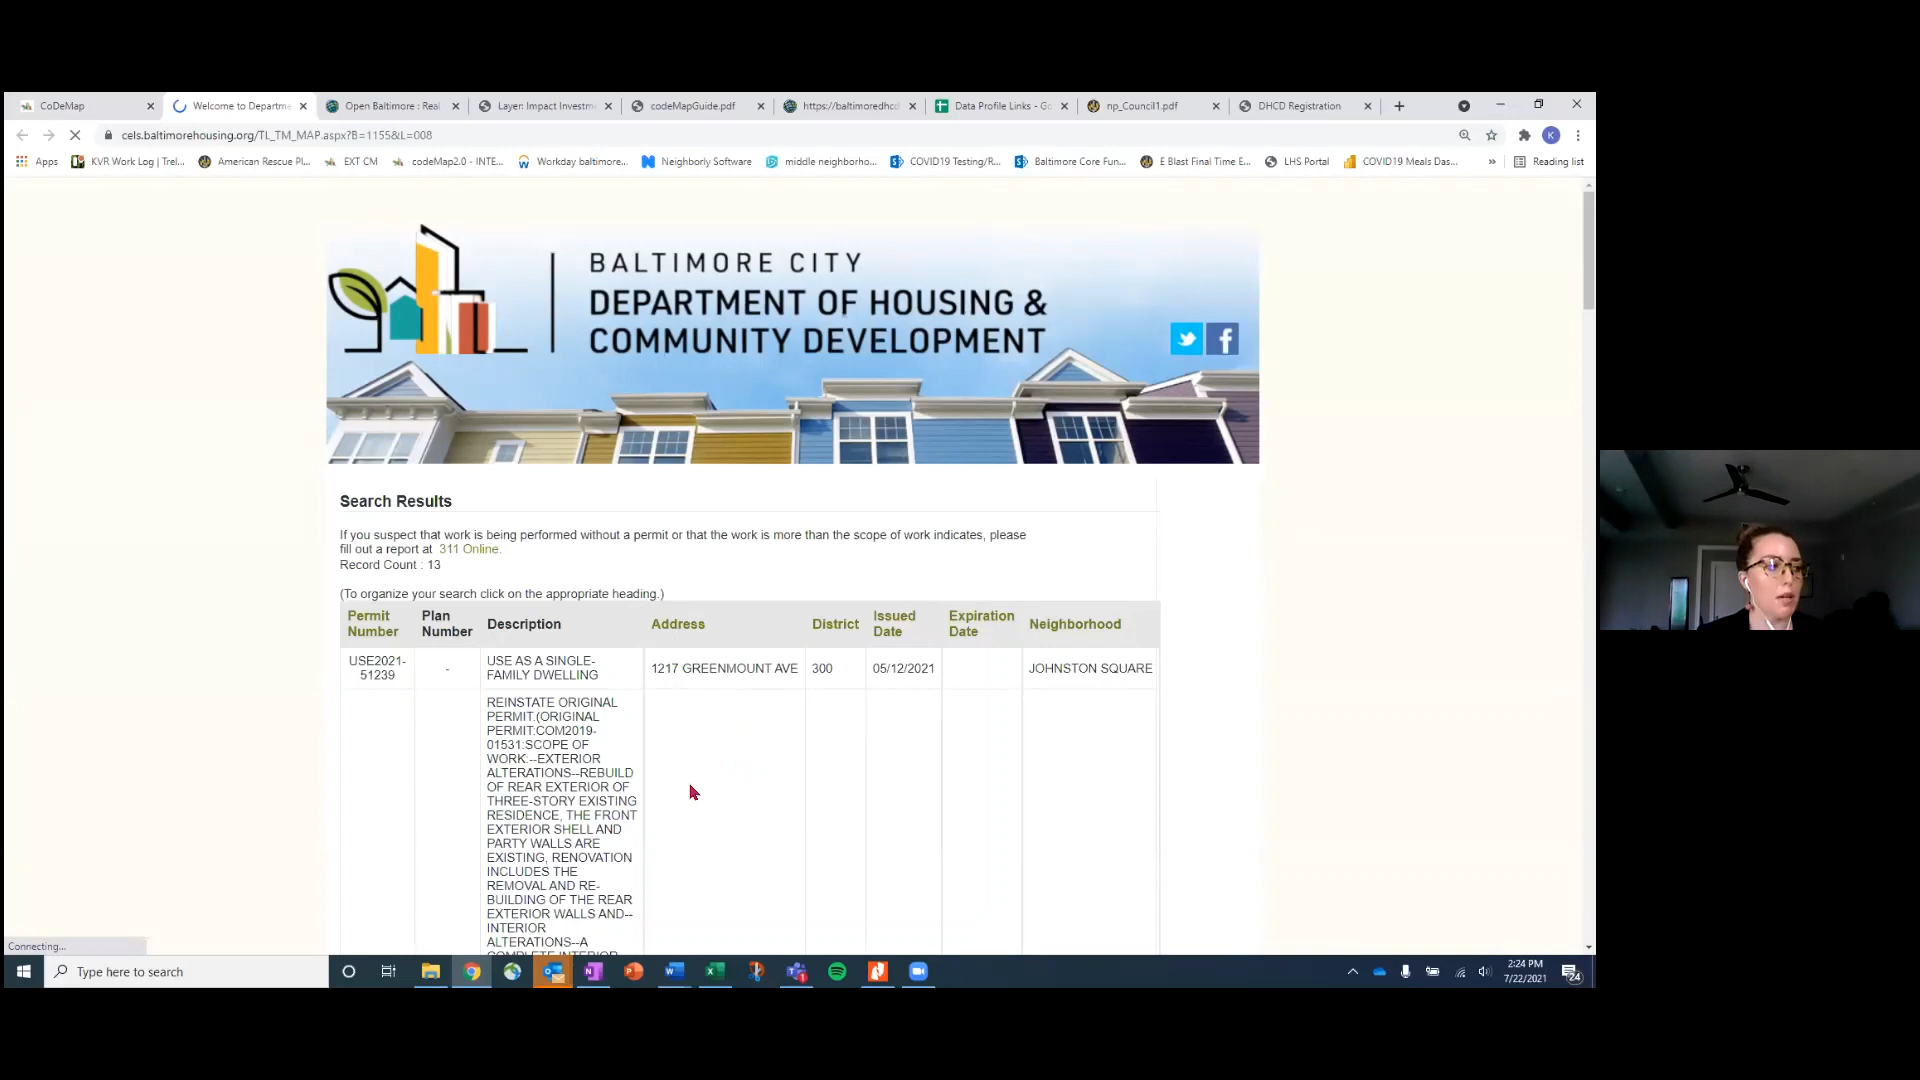 CoDeMap
Welcome to Departme
Open Baltimore : Real
Layer: Impact Investm
codeMapGuide.pdf
https://baltimoredhcd
Data Profile Links - Go
np_Council1.pdf
DHCD Registration
cels.baltimorehousing.org/TL_TM_MAP.aspx?B=1155&L=008
K
Apps
KVR Work Log | Trel...
American Rescue Pl...
EXT CM
codeMap2.0 - INTE...
Workday baltimore...
Neighborly Software
middle neighborho...
COVID19 Testing/R...
Baltimore Core Fun...
E Blast Final Time E...
LHS Portal
COVID19 Meals Das...
»
Reading list
BALTIMORE CITY
DEPARTMENT OF HOUSING &
COMMUNITY DEVELOPMENT
Search Results
If you suspect that work is being performed without a permit or that the work is more than the scope of work indicates, please
fill out a report at 311 Online.
Record Count : 13
(To organize your search click on the appropriate heading.)
Permit Number
Plan Number
Description
Address
District
Issued Date
Expiration Date
Neighborhood
USE2021-
51239
-
USE AS A SINGLE-
FAMILY DWELLING
1217 GREENMOUNT AVE
300
05/12/2021
JOHNSTON SQUARE
REINSTATE ORIGINAL
PERMIT.(ORIGINAL
PERMIT:COM2019-
01531:SCOPE OF
WORK:--EXTERIOR
ALTERATIONS--REBUILD
OF REAR EXTERIOR OF
THREE-STORY EXISTING
RESIDENCE, THE FRONT
EXTERIOR SHELL AND
PARTY WALLS ARE
EXISTING, RENOVATION
INCLUDES THE
REMOVAL AND RE-
BUILDING OF THE REAR
EXTERIOR WALLS AND--
INTERIOR
ALTERATIONS--A
COMPLETE INTERIOR
Connecting...
Type here to search
2:24 PM
7/22/2021
24